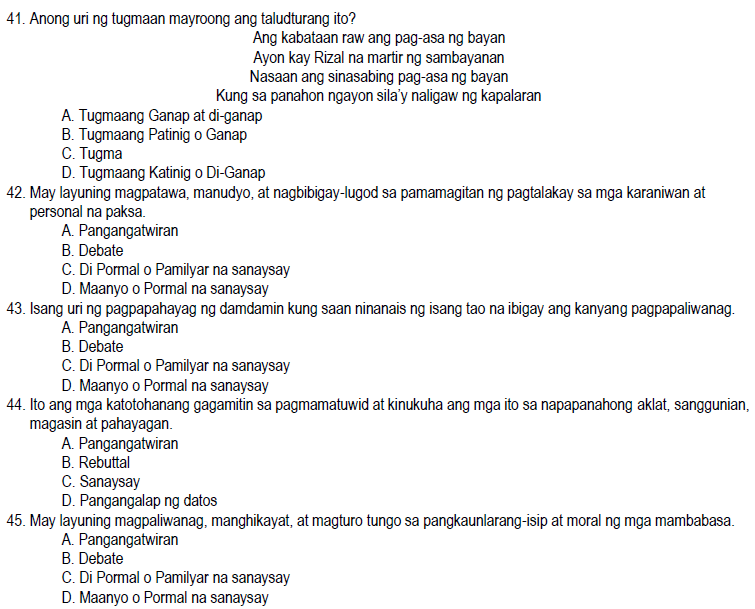 41. Anong uri ng tugmaan mayroong ang taludturang ito?
Ang kabataan raw ang pag-asa ng bayan
Ayon kay Rizal na martir ng sambayanan
Nasaan ang sinasabing pag-asa ng bayan
Kung sa panahon ngayon sila'y naligaw ng kapalaran
A. Tugmaang Ganap at di-ganap
B. Tugmaang Patinig o Ganap
C. Tugma
D. Tugmaang Katinig o Di-Ganap
42. May layuning magpatawa, manudyo, at nagbibigay-lugod sa pamamagitan ng pagtalakay sa mga karaniwan at
personal na paksa.
A. Pangangatwiran
B. Debate
C. Di Pormal o Pamilyar na sanaysay
D. Maanyo o Pormal na sanaysay
43. Isang uri ng pagpapahayag ng damdamin kung saan ninanais ng isang tao na ibigay ang kanyang pagpapaliwanag.
A. Pangangatwiran
B. Debate
C. Di Pormal o Pamilyar na sanaysay
D. Maanyo o Pormal na sanaysay
44. Ito ang mga katotohanang gagamitin sa pagmamatuwid at kinukuha ang mga ito sa napapanahong aklat, sanggunian,
magasin at pahayagan.
A. Pangangatwiran
B. Rebuttal
C. Sanaysay
D. Pangangalap ng datos
45. May layuning magpaliwanag, manghikayat, at magturo tungo sa pangkaunlarang-isip at moral ng mga mambabasa.
A. Pangangatwiran
B. Debate
C. Di Pormal o Pamilyar na sanaysay
D. Maanyo o Pormal na sanaysay